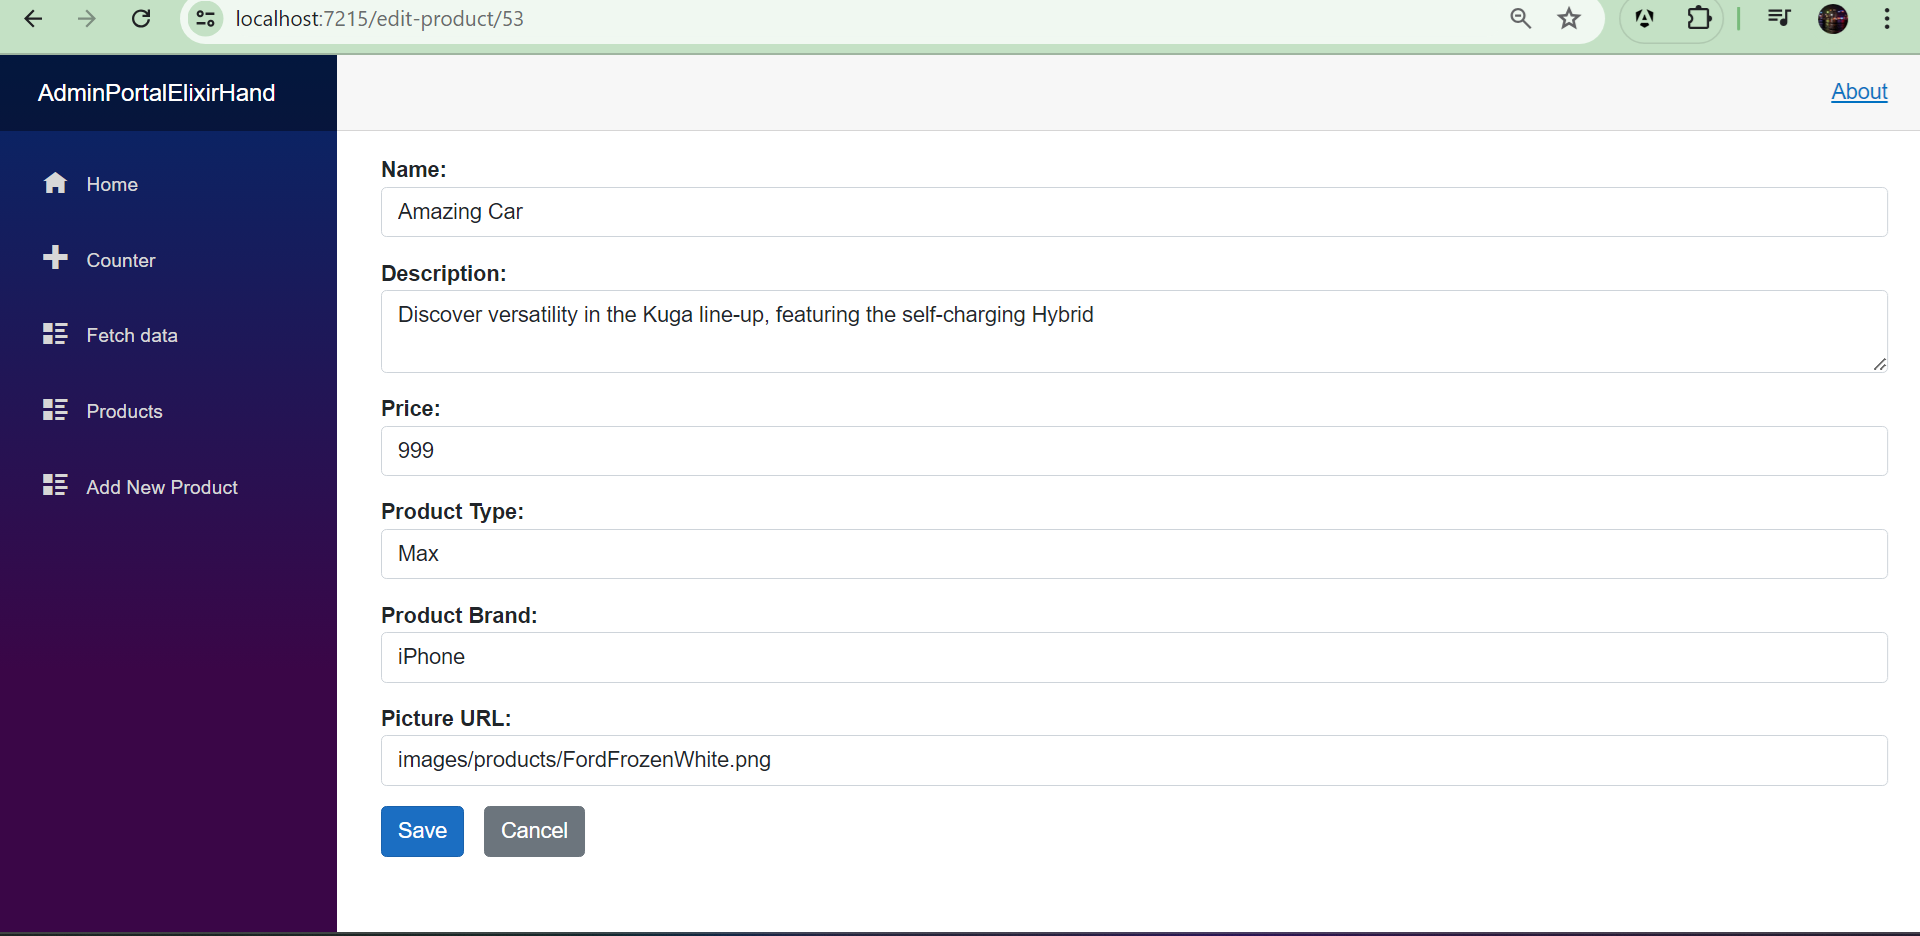 localhost:7215/edit-product/53
AdminPortalElixirHand
About
Home
Counter
Fetch data
Products
Add New Product
Name:
Amazing Car
Description:
Discover versatility in the Kuga line-up, featuring the self-charging Hybrid
Price:
999
Product Type:
Max
Product Brand:
iPhone
Picture URL:
images/products/FordFrozenWhite.png
Save Cancel